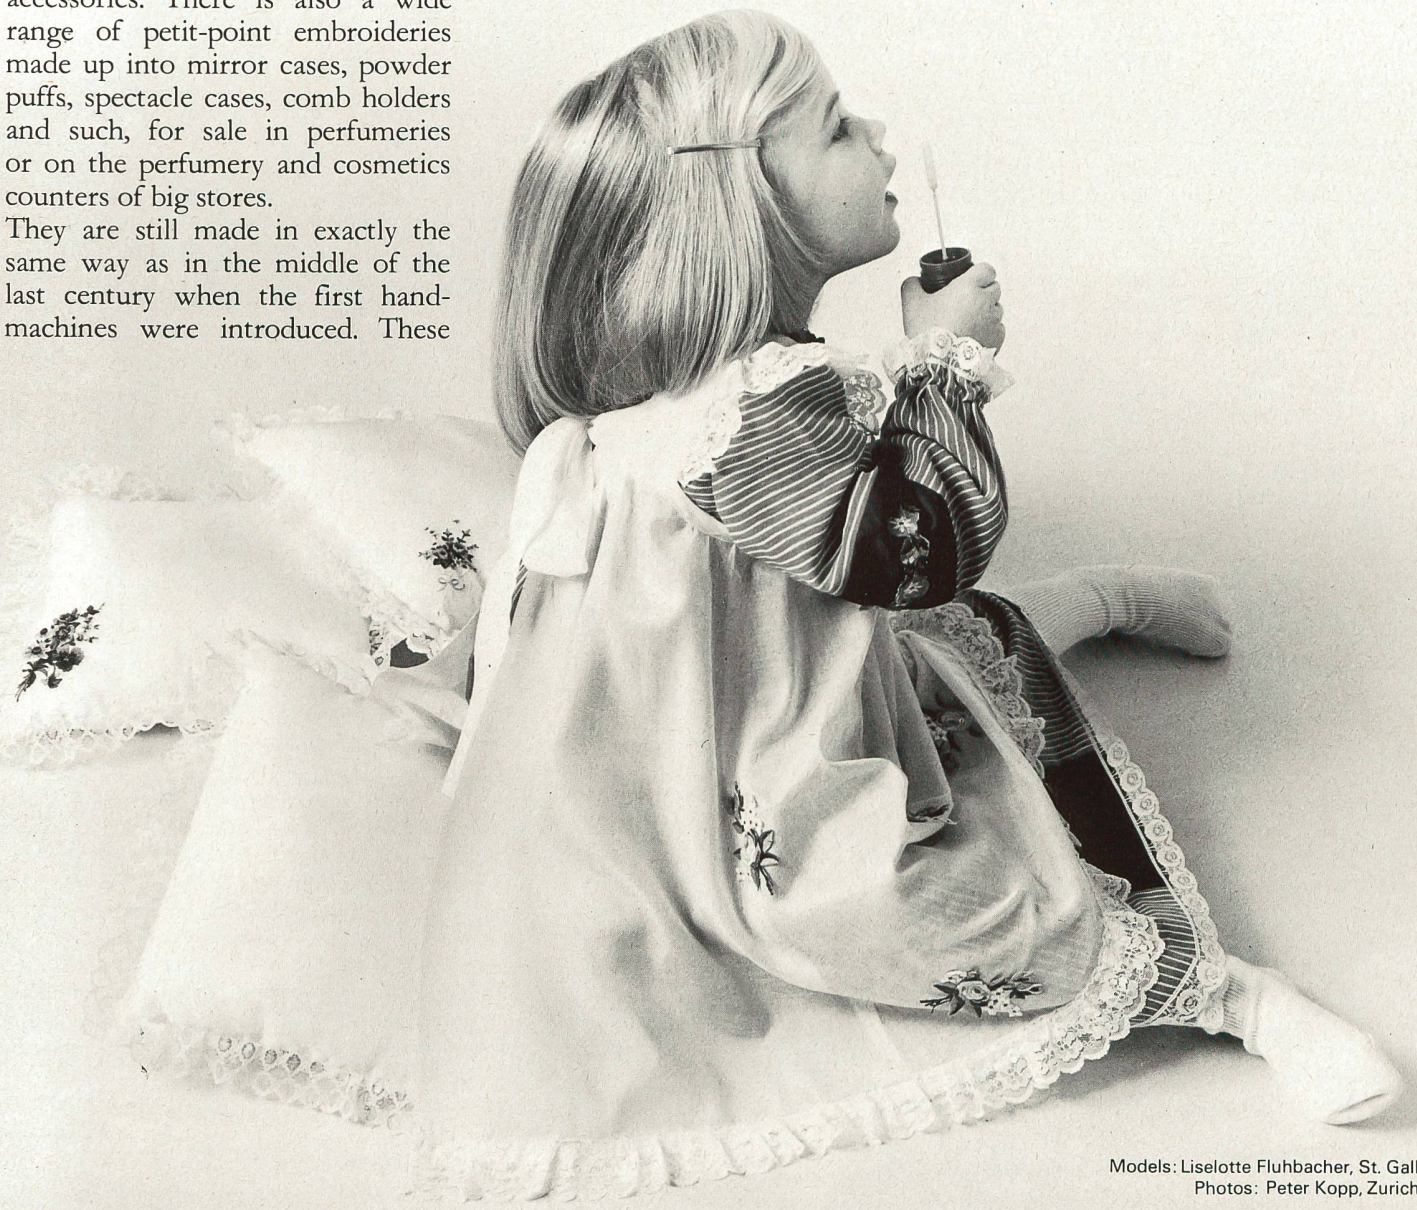 accessories. There is also a wide
range of petit-point embroideries
made up into mirror cases, powder
puffs, spectacle cases, comb holders
and such, for sale in perfumeries
or on the perfumery and cosmetics
counters of big stores.
They are still made in exactly the
same way as in the middle of the
last century when the first hand-
machines were introduced. These
Models: Liselotte Fluhbacher, St. Gall
Photos: Peter Kopp, Zurich